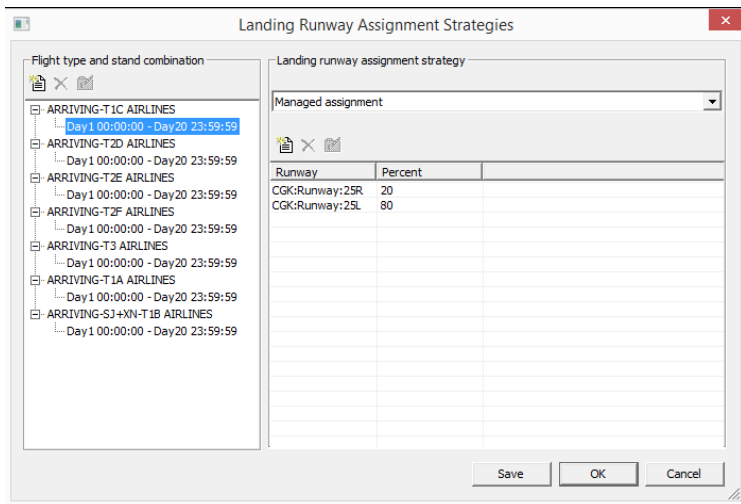 Landing Runway Assignment Strategies
Flight type and stand combination
ARRIVING-T1C AIRLINES
Day1 00:00:00 - Day20 23:59:59
ARRIVING-T2D AIRLINES
Day1 00:00:00 - Day20 23:59:59
ARRIVING-T2E AIRLINES
Day1 00:00:00 - Day20 23:59:59
ARRIVING-T2F AIRLINES
Day1 00:00:00 - Day20 23:59:59
ARRIVING-T3 AIRLINES
Day1 00:00:00 - Day20 23:59:59
ARRIVING-T1A AIRLINES
Day1 00:00:00 - Day20 23:59:59
ARRIVING-SJ+XN-T1B AIRLINES
Day1 00:00:00 - Day20 23:59:59
Landing runway assignment strategy
Managed assignment
Runway Percent
CGK:Runway:25R 20
CGK:Runway:25L 80
Save OK Cancel